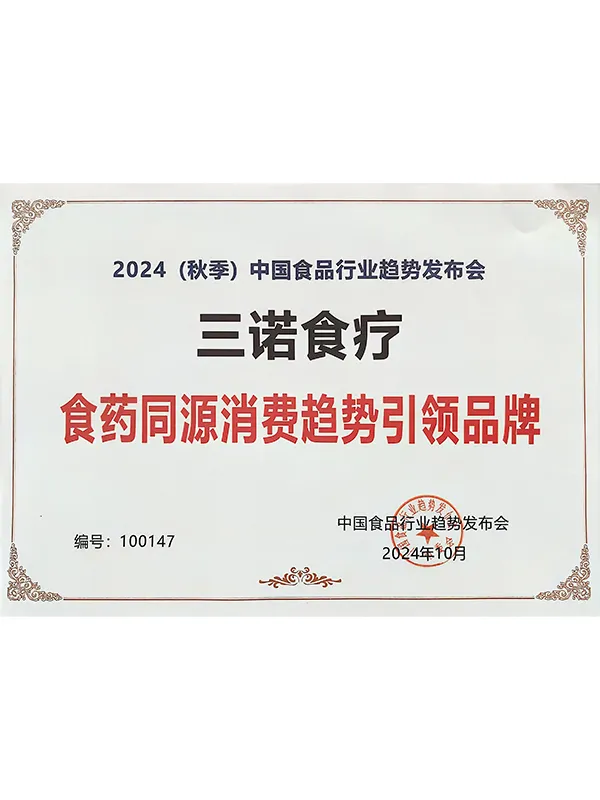 2024（秋季）中国食品行业趋势发布会
三诺食疗
食药同源消费趋势引领品牌
编号：100147
中国食品行业趋势发布会
2024年10月